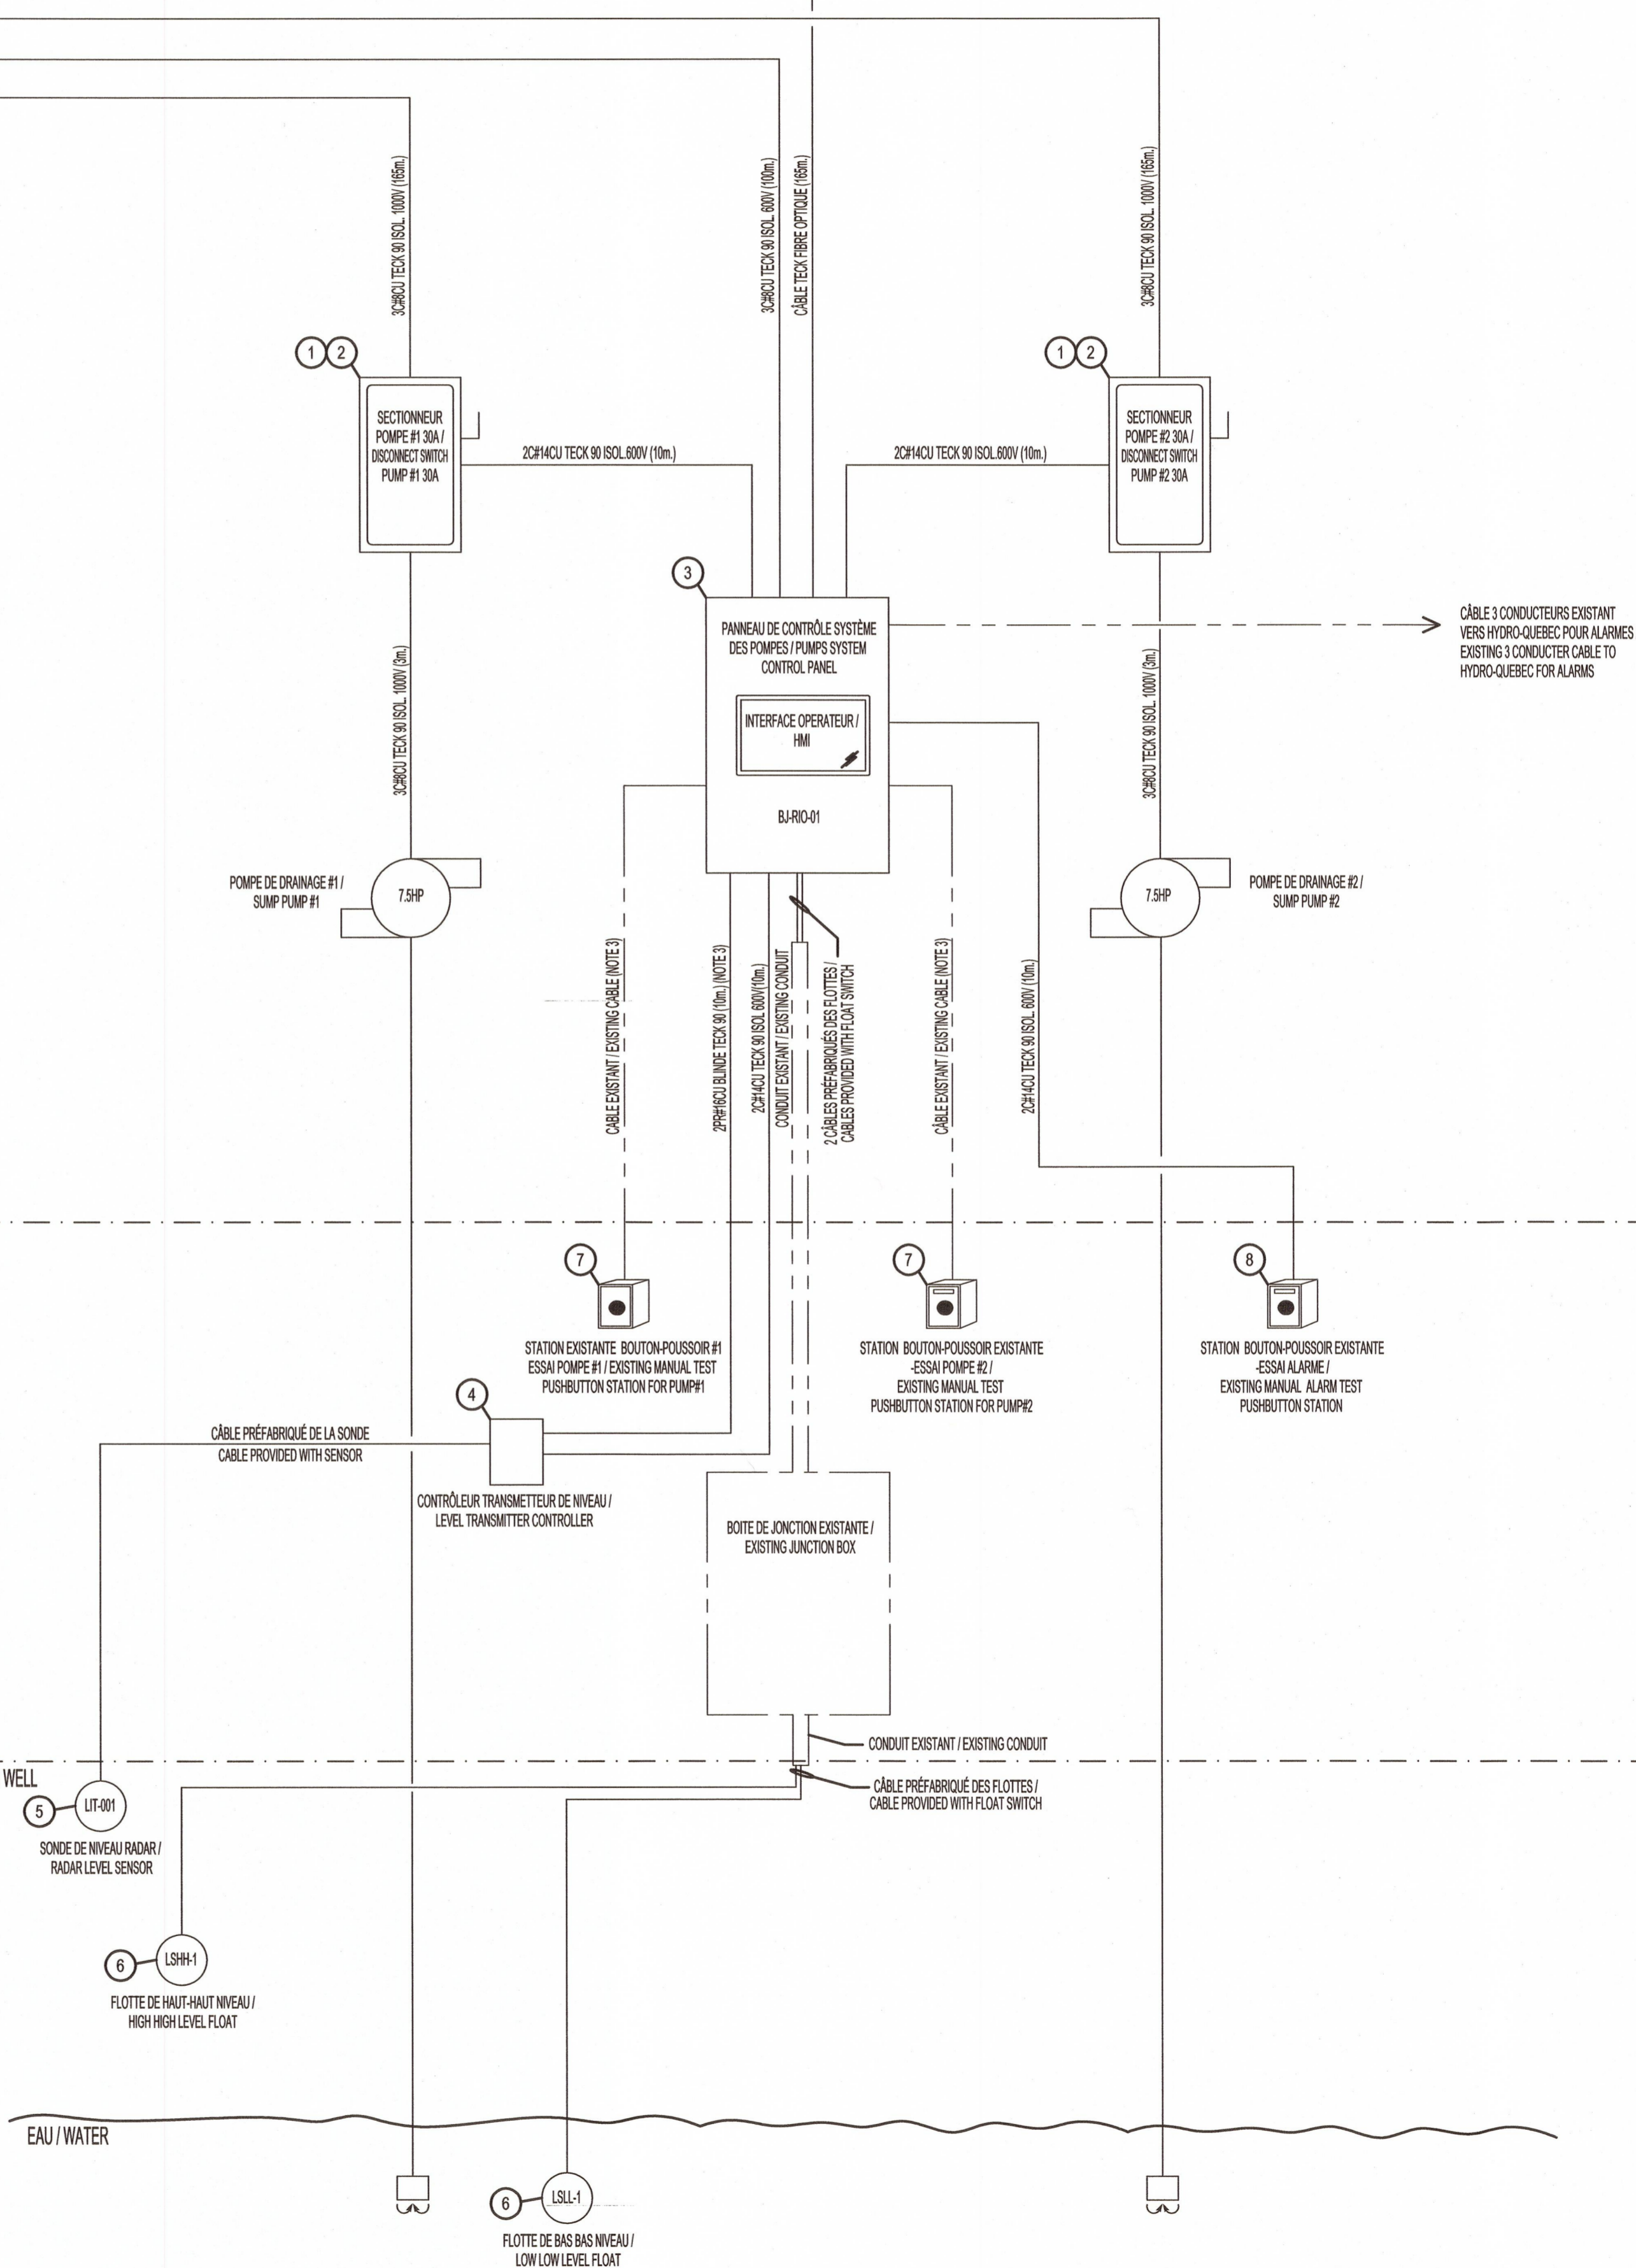 3C#8CU TECK 90 ISOL. 1000V (165m.)
3C#8CU TECK 90 ISOL. 600V (100m.)
CÂBLE TECK FIBRE OPTIQUE (165m.)
3C#8CU TECK 90 ISOL. 1000V (165m.)
1
2
SECTIONNEUR
POMPE #1 30A /
DISCONNECT SWITCH
PUMP #1 30A
2C#14CU TECK 90 ISOL.600V (10m.)
2C#14CU TECK 90 ISOL.600V (10m.)
1
2
SECTIONNEUR
POMPE #2 30A /
DISCONNECT SWITCH
PUMP #2 30A
3
PANNEAU DE CONTRÔLE SYSTÈME
DES POMPES / PUMPS SYSTEM
CONTROL PANEL
INTERFACE OPERATEUR /
HMI
BJ-RIO-01
CÂBLE 3 CONDUCTEURS EXISTANT
VERS HYDRO-QUEBEC POUR ALARMES
EXISTING 3 CONDUCTER CABLE TO
HYDRO-QUEBEC FOR ALARMS
3C#8CU TECK 90 ISOL. 1000V (3m.)
3C#8CU TECK 90 ISOL. 1000V (3m.)
POMPE DE DRAINAGE #1 /
SUMP PUMP #1
7.5HP
7.5HP
POMPE DE DRAINAGE #2 /
SUMP PUMP #2
CABLE EXISTANT / EXISTING CABLE (NOTE 3)
2PR#16CU BLINDE TECK 90 (10m.) (NOTE 3)
2C#14CU TECK 90 ISOL 600V(10m.)
CONDUIT EXISTANT / EXISTING CONDUIT
2 CÂBLES PRÉFABRIQUÉS DES FLOTTES /
CABLES PROVIDED WITH FLOAT SWITCH
CÂBLE EXISTANT / EXISTING CABLE (NOTE 3)
2C#14CU TECK 90 ISOL. 600V (10m.)
7
STATION EXISTANTE BOUTON-POUSSOIR #1
ESSAI POMPE #1 / EXISTING MANUAL TEST
PUSHBUTTON STATION FOR PUMP#1
7
STATION BOUTON-POUSSOIR EXISTANTE
-ESSAI POMPE #2 /
EXISTING MANUAL TEST
PUSHBUTTON STATION FOR PUMP#2
8
STATION BOUTON-POUSSOIR EXISTANTE
-ESSAI ALARME /
EXISTING MANUAL ALARM TEST
PUSHBUTTON STATION
4
CÂBLE PRÉFABRIQUÉ DE LA SONDE
CABLE PROVIDED WITH SENSOR
CONTRÔLEUR TRANSMETTEUR DE NIVEAU /
LEVEL TRANSMITTER CONTROLLER
BOITE DE JONCTION EXISTANTE /
EXISTING JUNCTION BOX
CONDUIT EXISTANT / EXISTING CONDUIT
WELL
CÂBLE PRÉFABRIQUÉ DES FLOTTES /
CABLE PROVIDED WITH FLOAT SWITCH
5
LIT-001
SONDE DE NIVEAU RADAR /
RADAR LEVEL SENSOR
6
LSHH-1
FLOTTE DE HAUT-HAUT NIVEAU /
HIGH HIGH LEVEL FLOAT
EAU / WATER
6
LSLL-1
FLOTTE DE BAS BAS NIVEAU /
LOW LOW LEVEL FLOAT